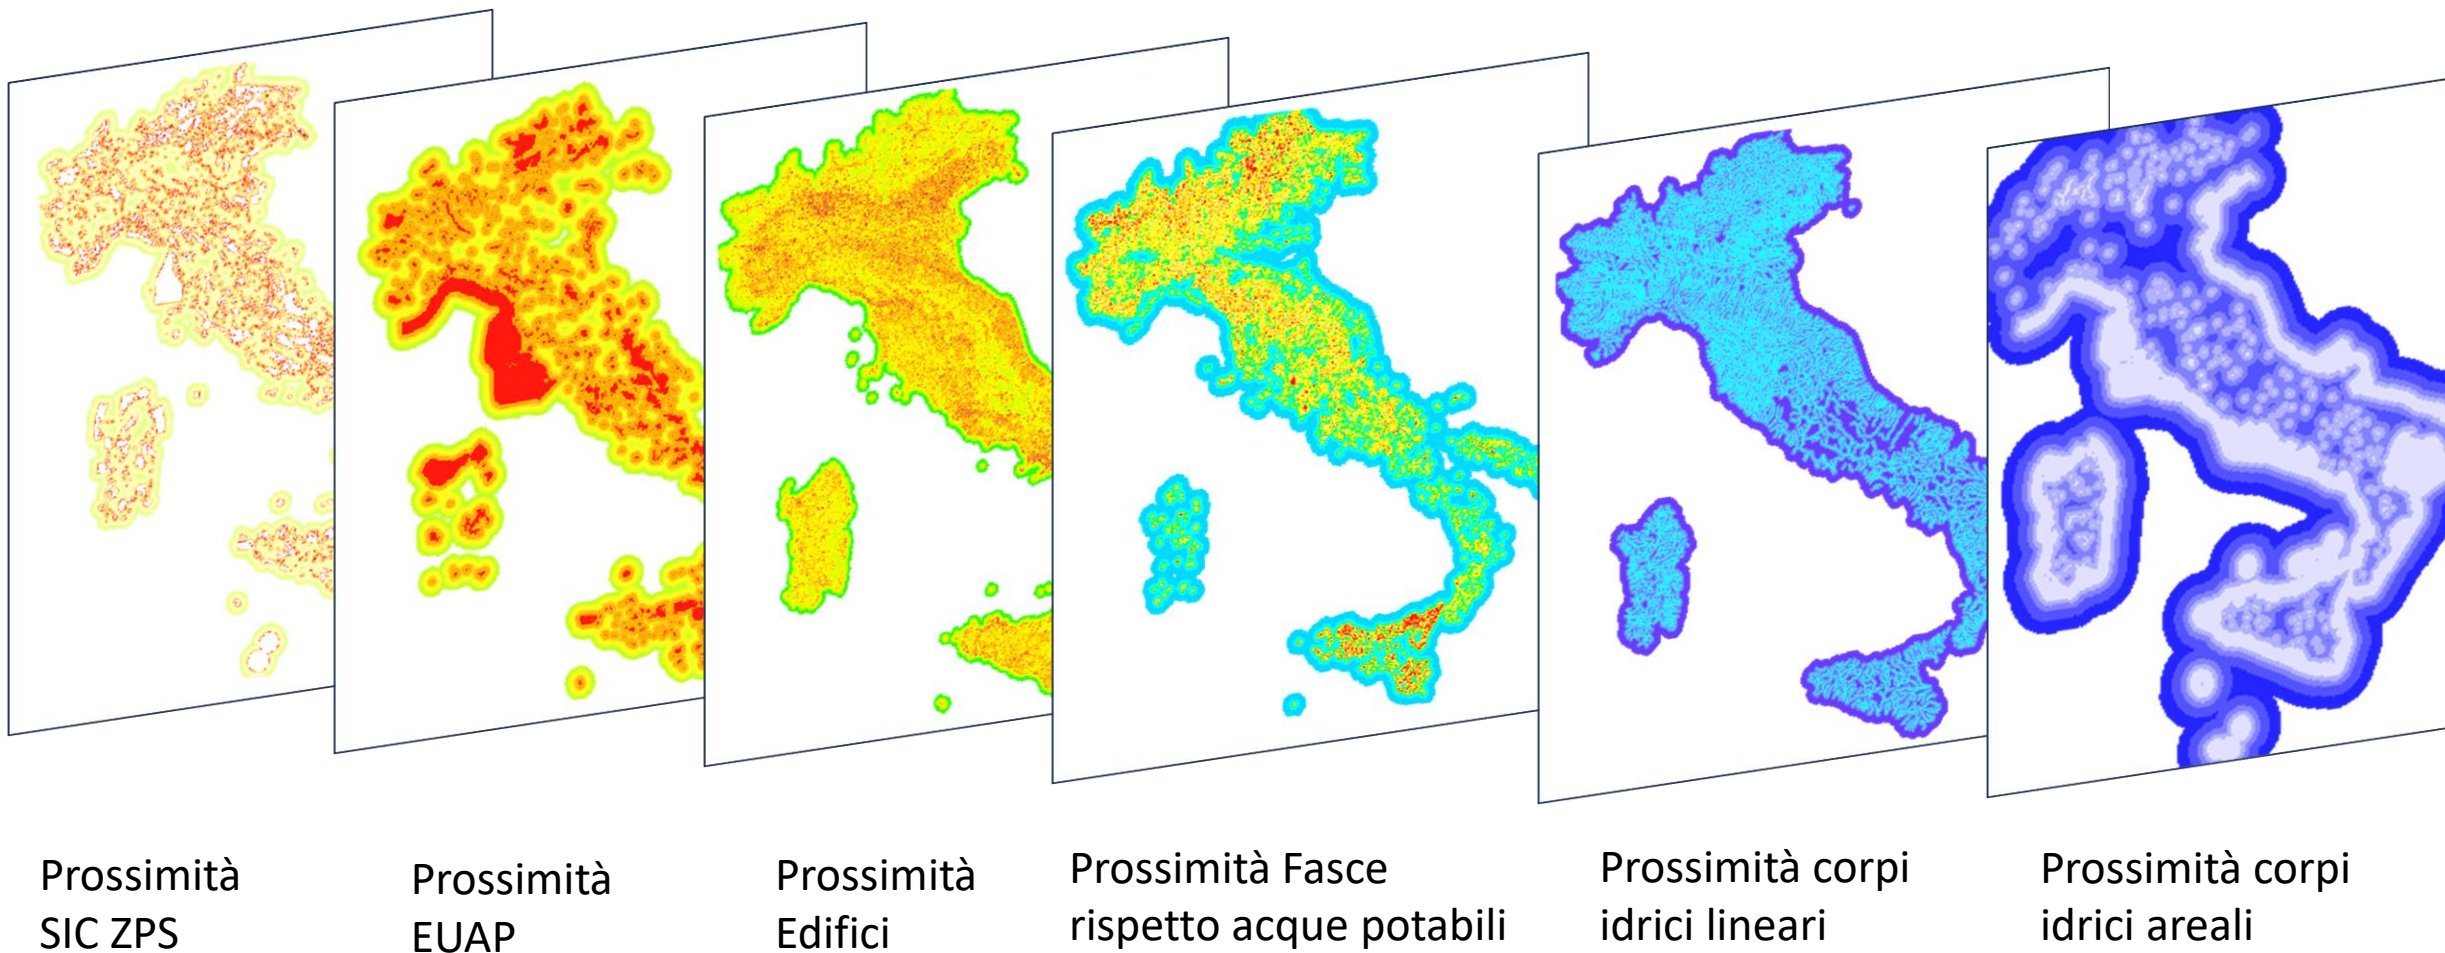 Prossimità
SIC ZPS
Prossimità
EUAP
Prossimità
Edifici
Prossimità Fasce
rispetto acque potabili
Prossimità corpi
idrici lineari
Prossimità corpi
idrici areali